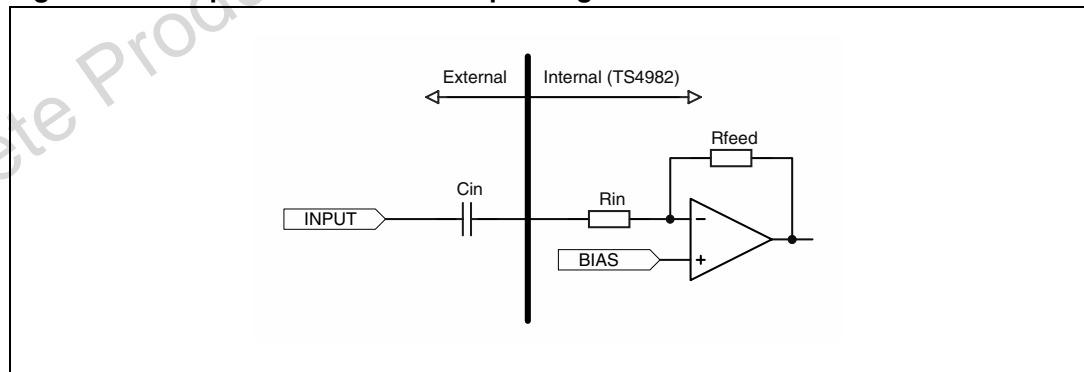 External
Internal (TS4982)
Rfeed
Cin
Rin
INPUT
−
BIAS
+